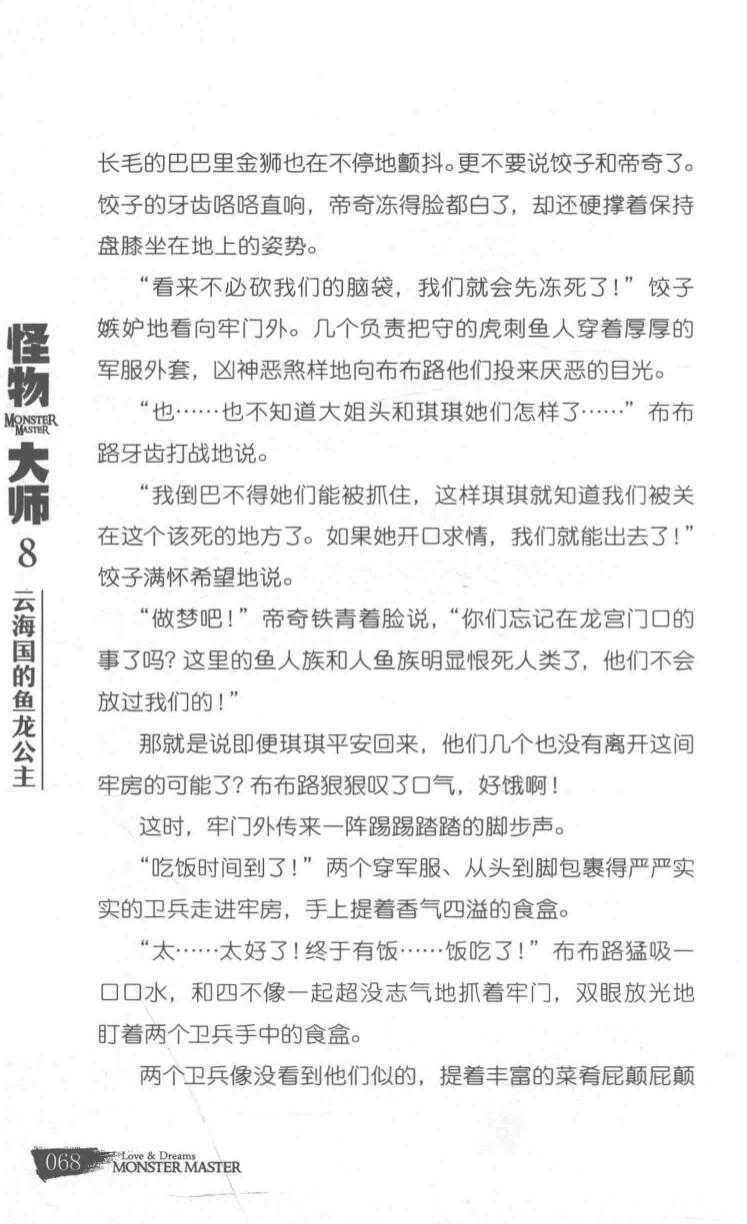 长毛的巴巴里金狮也在不停地颤抖。更不要说饺子和帝奇了。
饺子的牙齿咯咯直响，帝奇冻得脸都白了，却还硬撑着保持
盘膝坐在地上的姿势。
“看来不必砍我们的脑袋，我们就会先冻死了！”饺子
嫉妒地看向牢门外。几个负责把守的虎刺鱼人穿着厚厚的
军服外套，凶神恶煞样地向布布路他们投来厌恶的目光。
“也……也不知道大姐头和琪琪她们怎样了……”布布
路牙齿打战地说。
“我倒巴不得她们能被抓住，这样琪琪就知道我们被关
在这个该死的地方了。如果她开口求情，我们就能出去了！”
饺子满怀希望地说。
“做梦吧！”帝奇铁青着脸说，“你们忘记在龙宫门口的
事了吗？这里的鱼人族和人鱼族明显恨死人类了，他们不会
放过我们的！”
那就是说即便琪琪平安回来，他们几个也没有离开这间
牢房的可能了？布布路狠狠叹了口气，好饿啊！
这时，牢门外传来一阵踢踢踏踏的脚步声。
“吃饭时间到了！”两个穿军服、从头到脚包裹得严严实
实的卫兵走进牢房，手上提着香气四溢的食盒。
“太……太好了！终于有饭……饭吃了！”布布路猛吸一
口口水，和四不像一起超没志气地抓着牢门，双眼放光地
盯着两个卫兵手中的食盒。
两个卫兵像没看到他们似的，提着丰富的菜肴屁颠屁颠
怪物
MONSTER
MASTER
大师
8
云海国的鱼龙公主
068
Love & Dreams
MONSTER MASTER